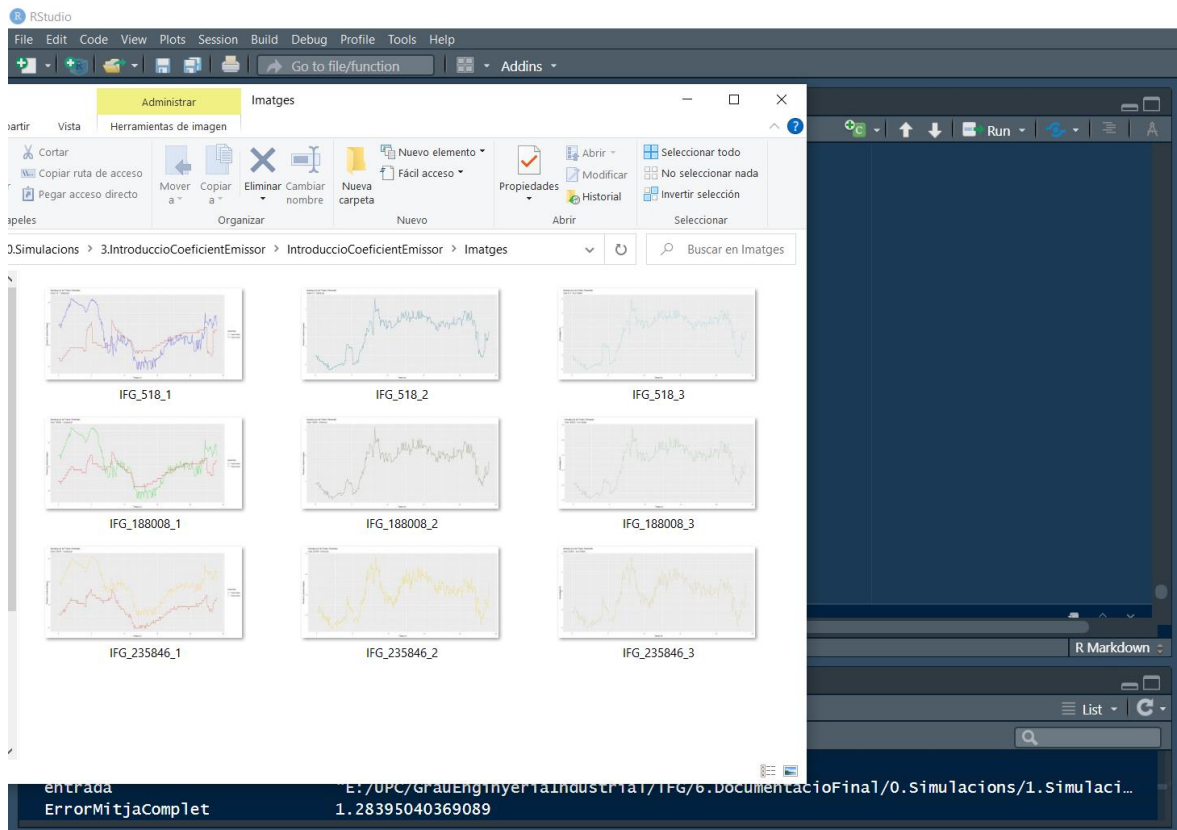 RStudio
File Edit Code View Plots Session Build Debug Profile Tools Help
Go to file/function Addins
Administrar Imatges
partir Vista Herramientas de imagen
Cortar
Copiar ruta de acceso
Pegar acceso directo
Mover a
Copiar a
Eliminar
Cambiar nombre
Nueva carpeta
Nuevo elemento
Fácil acceso
Propiedades
Abrir
Modificar
Historial
Seleccionar todo
No seleccionar nada
Invertir selección
apeles Organizar Nuevo Abrir Seleccionar
Run
0.Simulacions > 3.IntroduccioCoeficientEmissor > IntroduccioCoeficientEmissor > Imatges
Buscar en Imatges
IFG_518_1 IFG_518_2 IFG_518_3
IFG_188008_1 IFG_188008_2 IFG_188008_3
IFG_235846_1 IFG_235846_2 IFG_235846_3
R Markdown
List
entrada "E:/UPC/GrauEnginyeriaIndustrial/TFG/6.DocumentacioFinal/0.Simulacions/1.Simulaci…
ErrorMitjaComplet 1.28395040369089